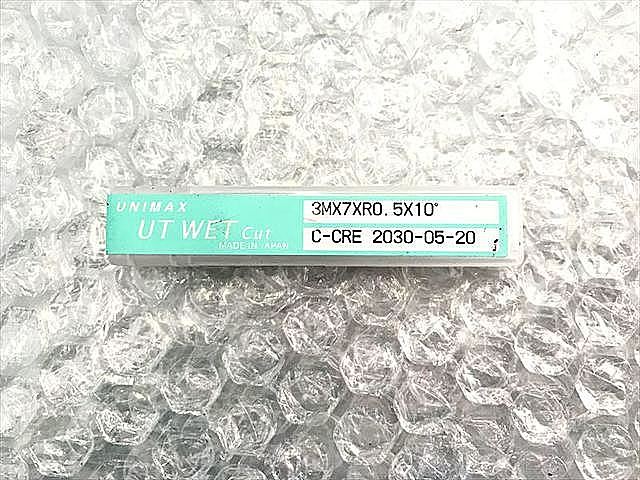 UNIMAX
UT WET Cut
MADE IN JAPAN
3MX7XR0.5X10°
C-CRE 2030-05-20